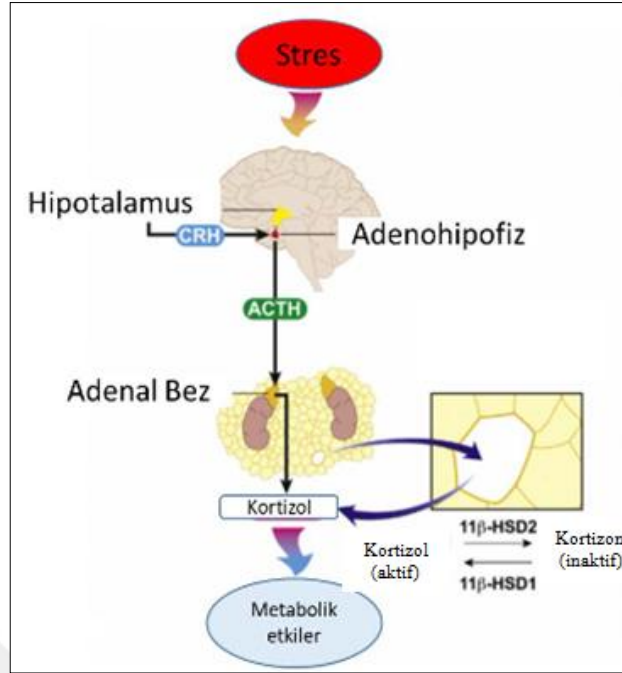 Stres
Hipotalamus
CRH
Adenohipofiz
ACTH
Adenal Bez
Kortizol
11β-HSD2
Kortizol
(aktif)
Kortizon
(inaktif)
11β-HSD1
Metabolik
etkiler